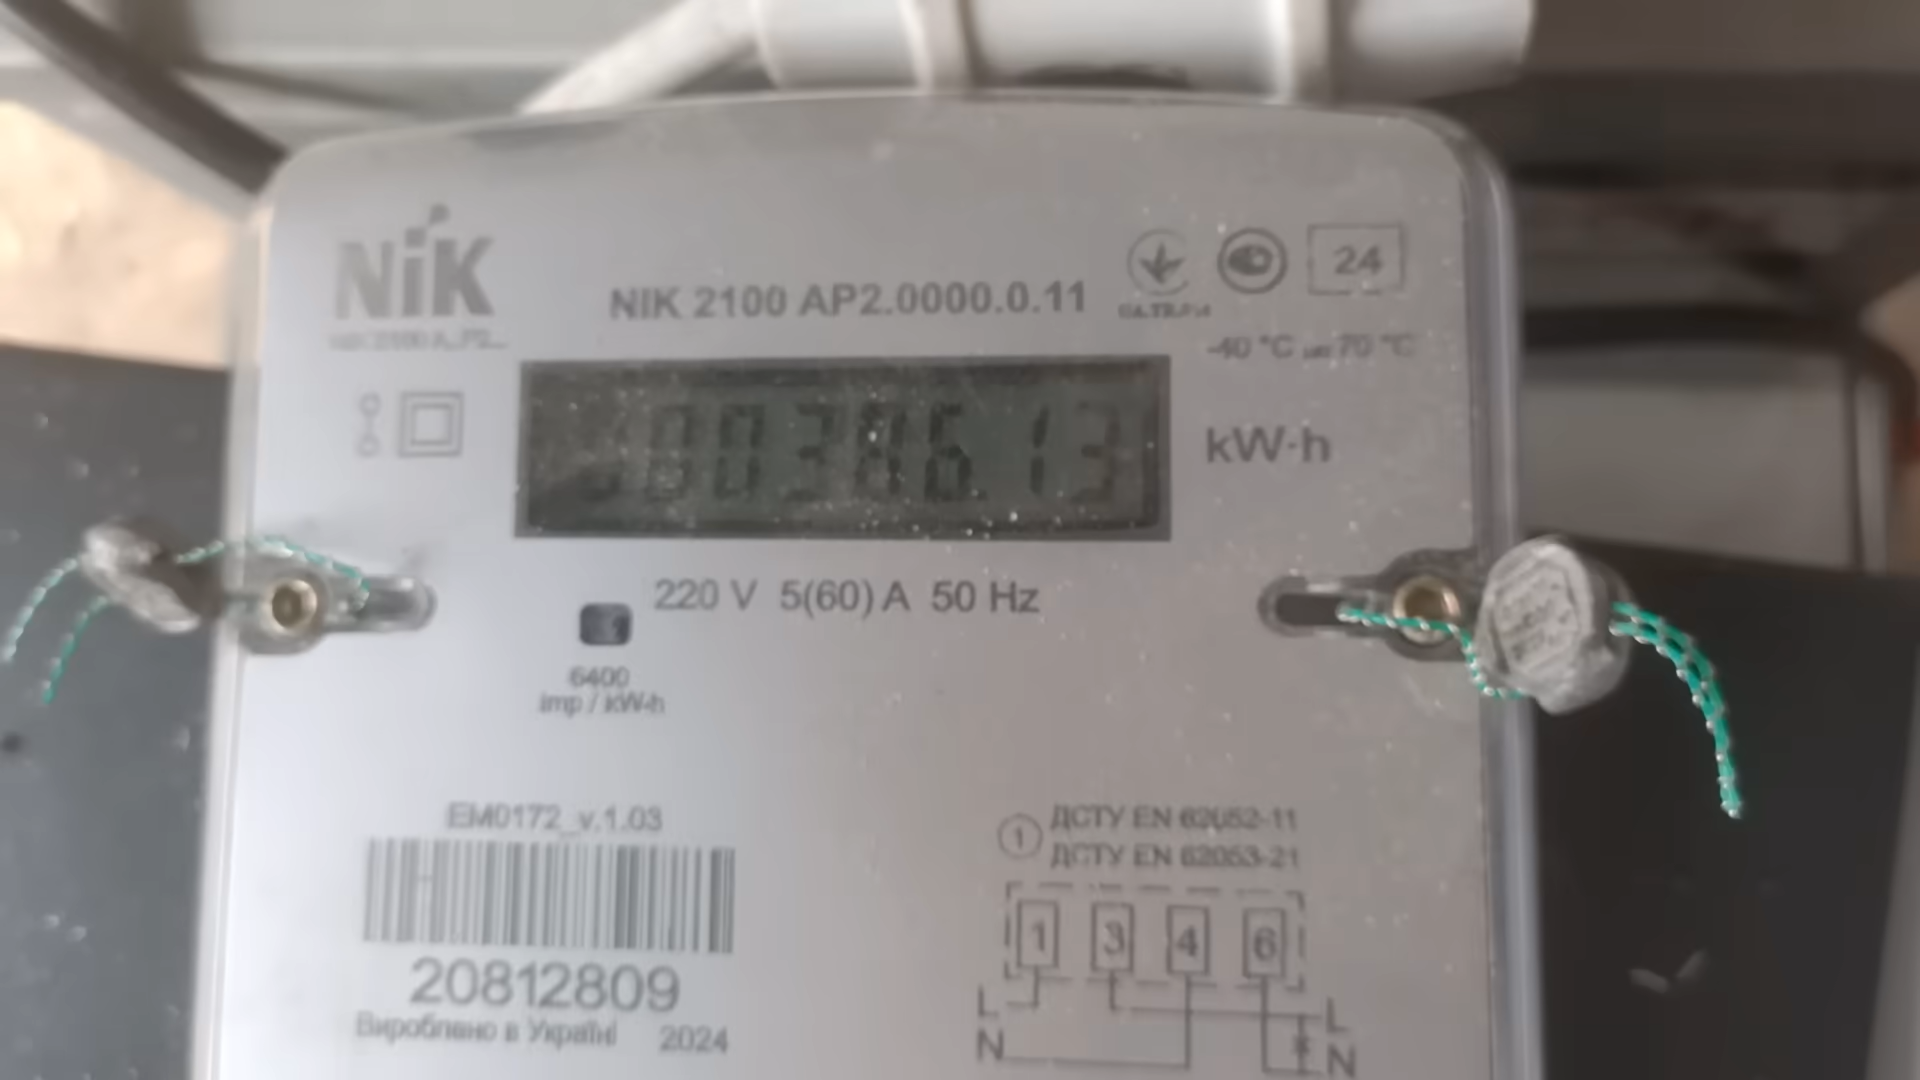 NiK
NIK 2100 AP2.0000.0.11
24
-40 °C 70 °C
00386.13
kW·h
220 V 5(60) A 50 Hz
6400
imp / kW·h
EM0172_v.1.03
20812809
Вироблено в Україні 2024
1 ДСТУ EN 62052-11
ДСТУ EN 62053-21
1 3 4 6
L L
N N